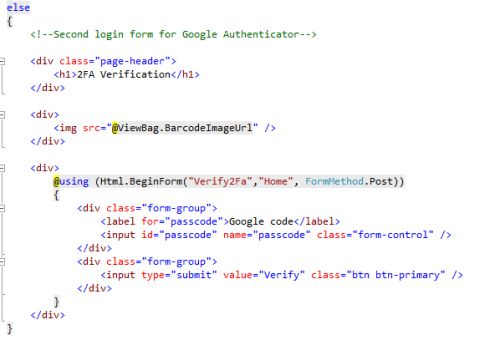 else
{
<!--Second login form for Google Authenticator-->
<div class="page-header">
<h1>2FA Verification</h1>
</div>
<div>
<img src="@ViewBag.BarcodeImageUrl" />
</div>
<div>
@using (Html.BeginForm("Verify2Fa","Home", FormMethod.Post))
{
<div class="form-group">
<label for="passcode">Google code</label>
<input id="passcode" name="passcode" class="form-control" />
</div>
<div class="form-group">
<input type="submit" value="Verify" class="btn btn-primary" />
</div>
}
</div>
}